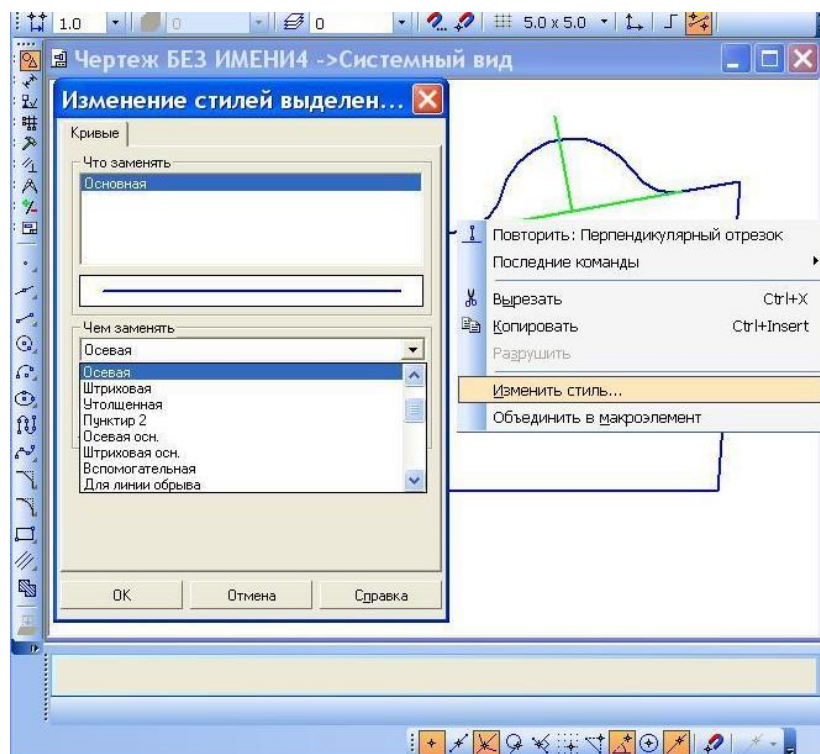 1.0 0 0 5.0 x 5.0
Чертеж БЕЗ ИМЕНИ4 ->Системный вид
Изменение стилей выделен...
Кривые
Что заменять
Основная
Чем заменять
Осевая
Осевая
Штриховая
Утолщенная
Пунктир 2
Осевая осн.
Штриховая осн.
Вспомогательная
Для линии обрыва
ОК Отмена Справка
Повторить: Перпендикулярный отрезок
Последние команды
Вырезать Ctrl+X
Копировать Ctrl+Insert
Разрушить
Изменить стиль...
Объединить в макроэлемент